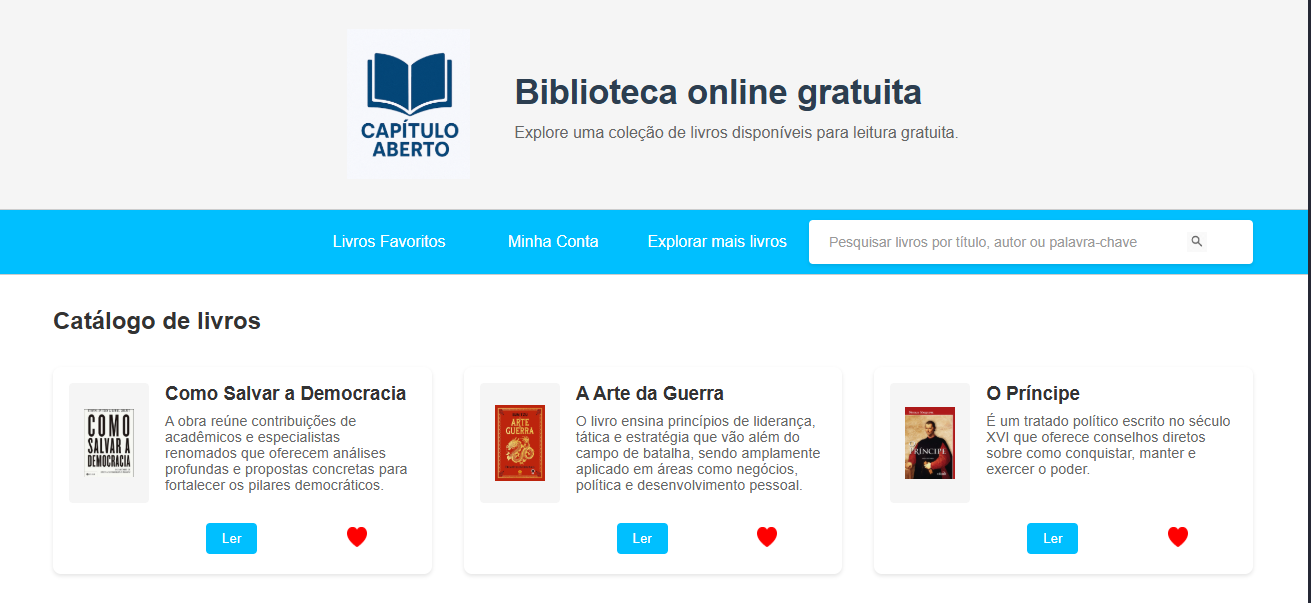 CAPÍTULO
ABERTO
Biblioteca online gratuita
Explore uma coleção de livros disponíveis para leitura gratuita.
Livros Favoritos
Minha Conta
Explorar mais livros
Pesquisar livros por título, autor ou palavra-chave
Catálogo de livros
COMO
SALVAR A
DEMOCRACIA
Como Salvar a Democracia
A obra reúne contribuições de
acadêmicos e especialistas
renomados que oferecem análises
profundas e propostas concretas para
fortalecer os pilares democráticos.
Ler
ARTE
GUERRA
A Arte da Guerra
O livro ensina princípios de liderança,
tática e estratégia que vão além do
campo de batalha, sendo amplamente
aplicado em áreas como negócios,
política e desenvolvimento pessoal.
Ler
PRÍNCIPE
O Príncipe
É um tratado político escrito no século
XVI que oferece conselhos diretos
sobre como conquistar, manter e
exercer o poder.
Ler